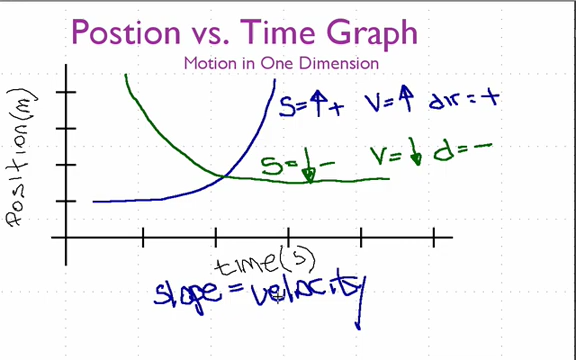 Postion vs. Time Graph
Motion in One Dimension
Position(m)
S=↑+ V=↑ dir=+
S=↓- V=↓ d=-
time(s)
slope = velocity